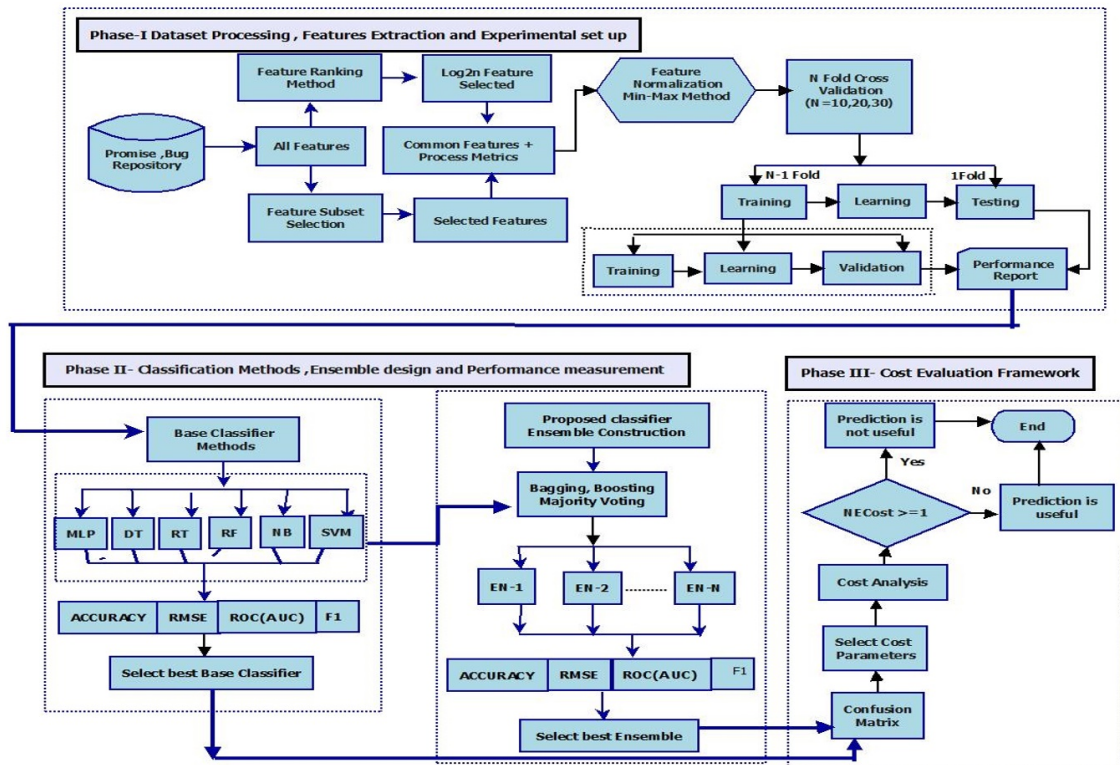 Phase-I Dataset Processing , Features Extraction and Experimental set up
Feature Ranking
Method
Log2n Feature
Selected
Feature
Normalization
Min-Max Method
N Fold Cross
Validation
(N=10,20,30)
Promise ,Bug
Repository
All Features
Common Features +
Process Metrics
Feature Subset
Selection
Selected Features
N-1 Fold
1Fold
Training
Learning
Testing
Training
Learning
Validation
Performance
Report
Phase II- Classification Methods ,Ensemble design and Performance measurement
Base Classifier
Methods
MLP
DT
RT
RF
NB
SVM
ACCURACY
RMSE
ROC(AUC)
F1
Select best Base Classifier
Proposed classifier
Ensemble Construction
Bagging, Boosting
Majority Voting
EN-1
EN-2
........
EN-N
ACCURACY
RMSE
ROC(AUC)
F1
Select best Ensemble
Phase III- Cost Evaluation Framework
Prediction is
not useful
End
Yes
NECost >=1
No
Prediction is
useful
Cost Analysis
Select Cost
Parameters
Confusion
Matrix